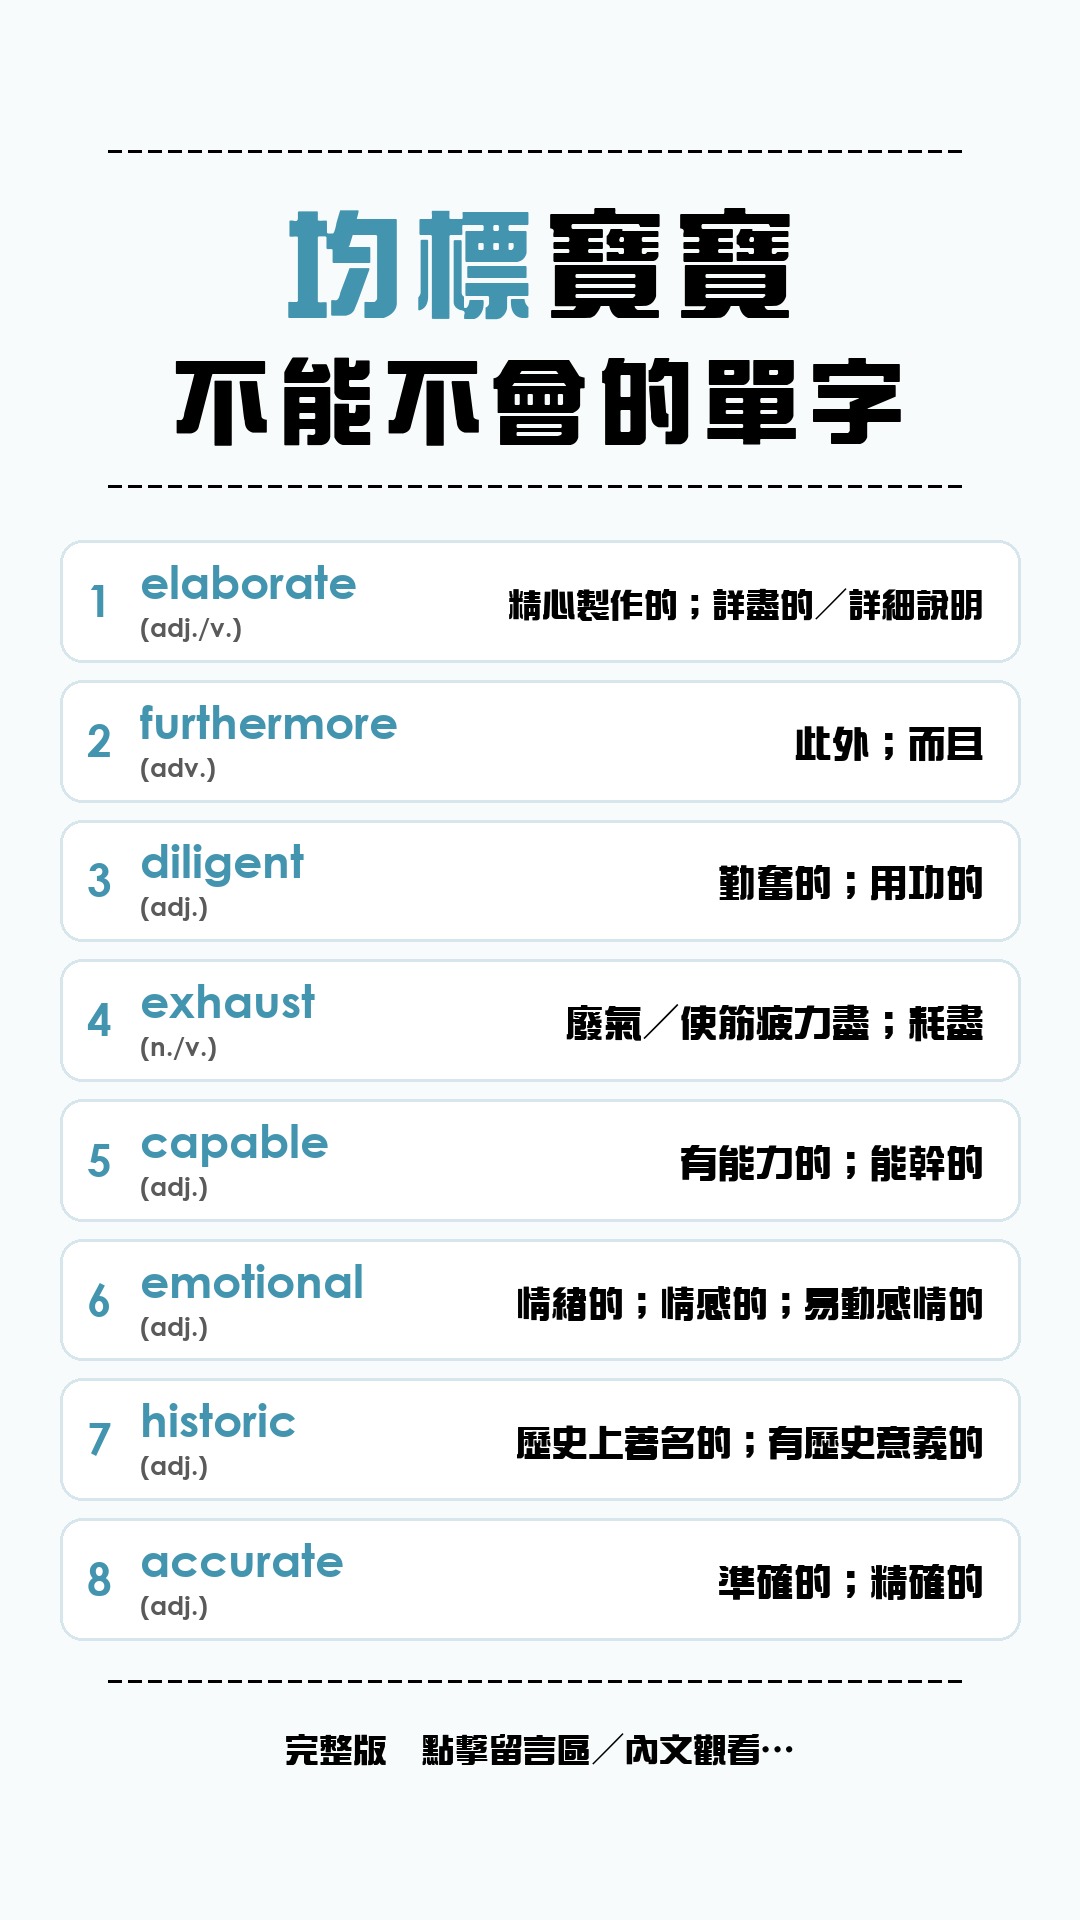 均標寶寶
不能不會的單字
1 elaborate
(adj./v.)
精心製作的；詳盡的／詳細說明
2 furthermore
(adv.)
此外；而且
3 diligent
(adj.)
勤奮的；用功的
4 exhaust
(n./v.)
廢氣／使筋疲力盡；耗盡
5 capable
(adj.)
有能力的；能幹的
6 emotional
(adj.)
情緒的；情感的；易動感情的
7 historic
(adj.)
歷史上著名的；有歷史意義的
8 accurate
(adj.)
準確的；精確的
完整版　點擊留言區／內文觀看…